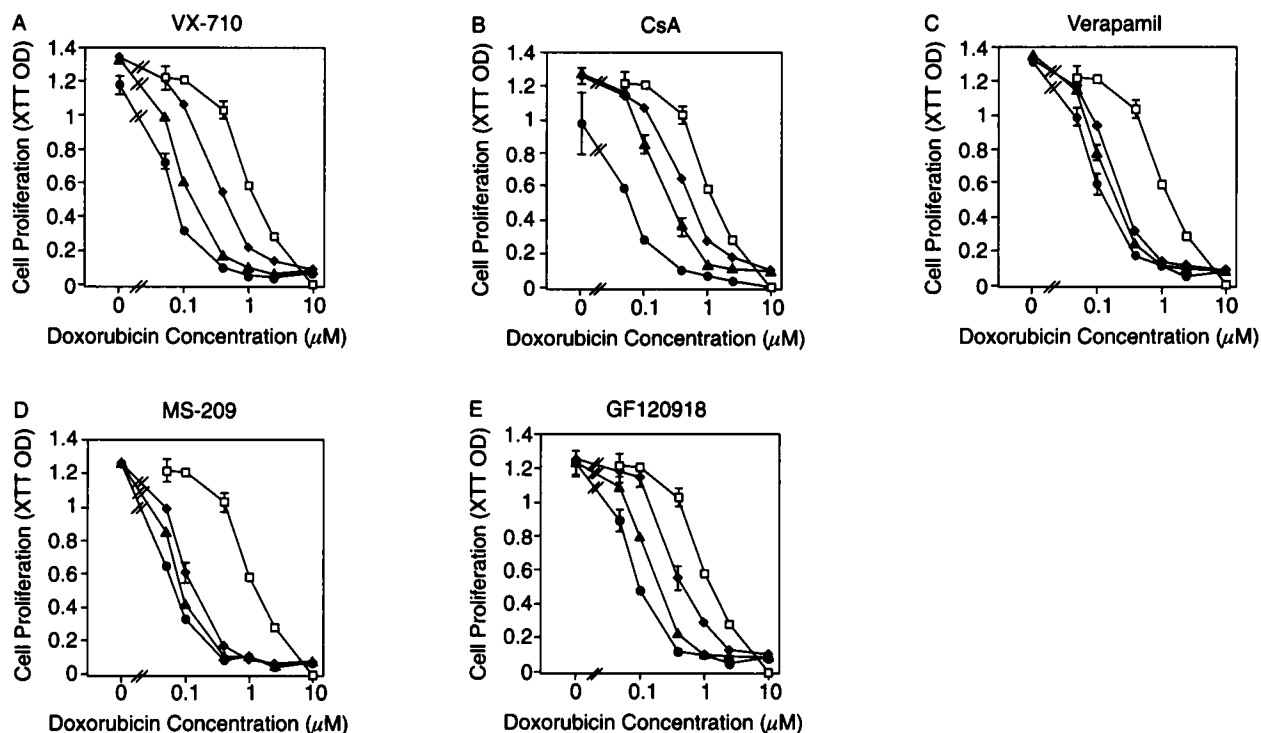 A
VX-710
Cell Proliferation (XTT OD)
1.4
1.2
1
0.8
0.6
0.4
0.2
0
0 0.1 1 10
Doxorubicin Concentration (μM)
B
CsA
Cell Proliferation (XTT OD)
1.4
1.2
1
0.8
0.6
0.4
0.2
0
0 0.1 1 10
Doxorubicin Concentration (μM)
C
Verapamil
Cell Proliferation (XTT OD)
1.4
1.2
1
0.8
0.6
0.4
0.2
0
0 0.1 1 10
Doxorubicin Concentration (μM)
D
MS-209
Cell Proliferation (XTT OD)
1.4
1.2
1
0.8
0.6
0.4
0.2
0
0 0.1 1 10
Doxorubicin Concentration (μM)
E
GF120918
Cell Proliferation (XTT OD)
1.4
1.2
1
0.8
0.6
0.4
0.2
0
0 0.1 1 10
Doxorubicin Concentration (μM)